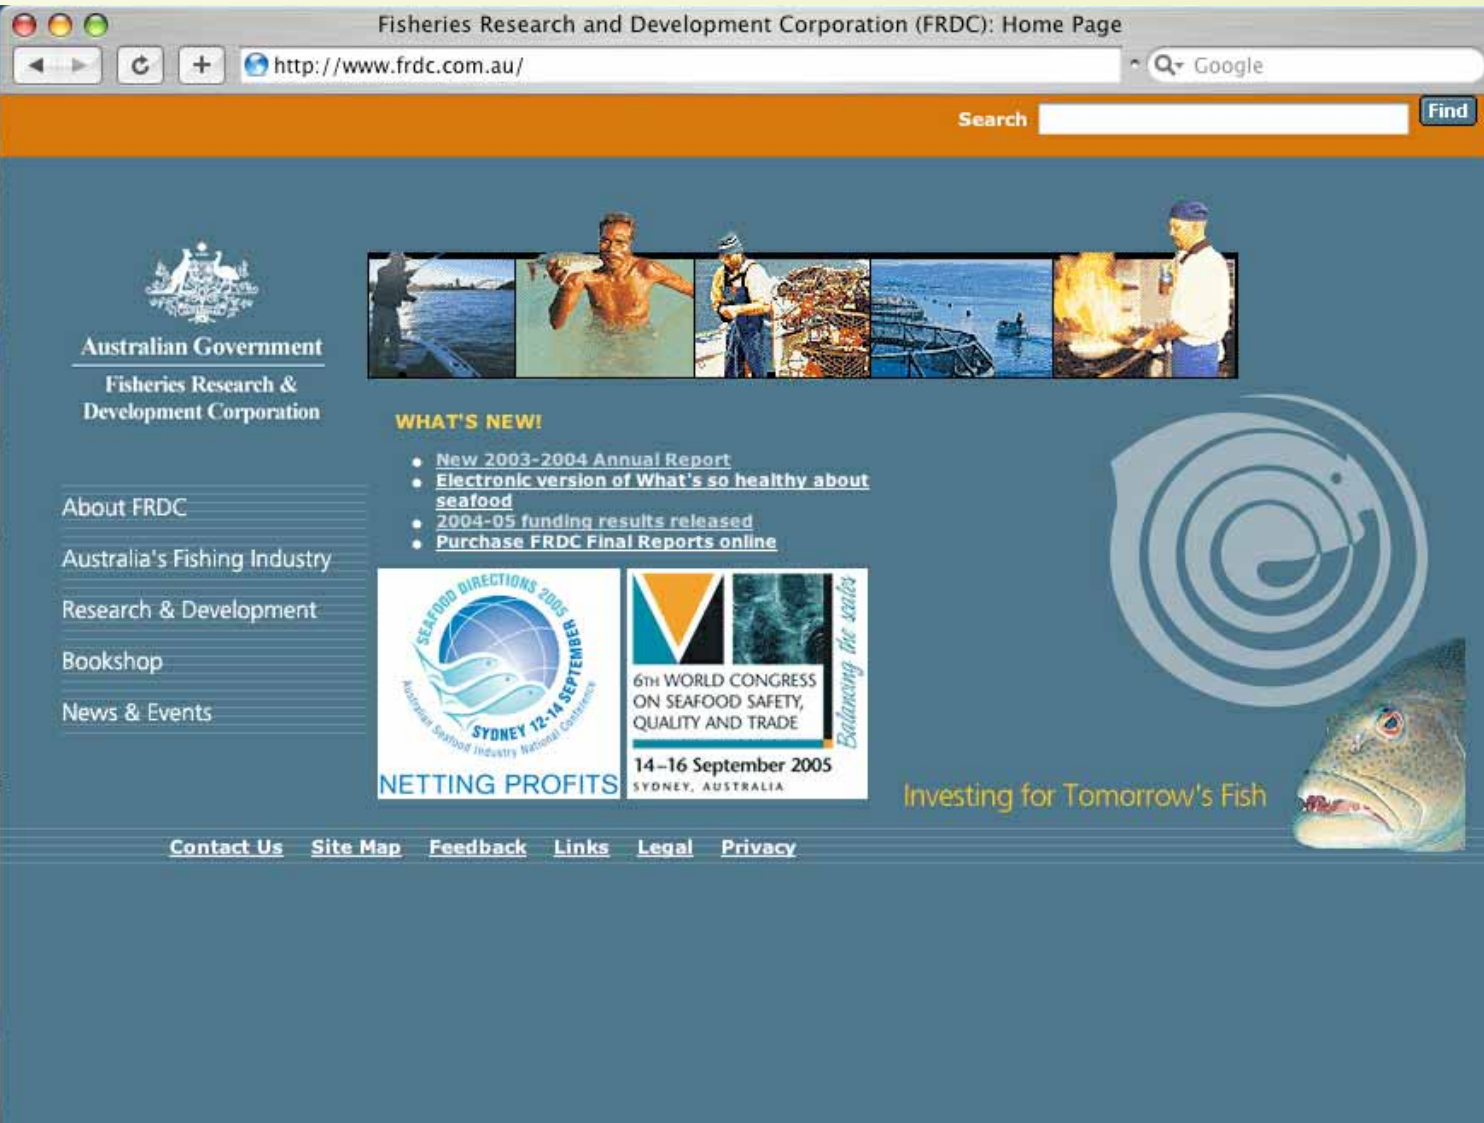 Fisheries Research and Development Corporation (FRDC): Home Page
http://www.frdc.com.au/
Google
Search
Find
Australian Government
Fisheries Research &
Development Corporation
About FRDC
Australia's Fishing Industry
Research & Development
Bookshop
News & Events
WHAT'S NEW!
New 2003-2004 Annual Report
Electronic version of What's so healthy about
seafood
2004-05 funding results released
Purchase FRDC Final Reports online
SEAFOOD DIRECTIONS 2005
SYDNEY 12-14 SEPTEMBER
Australian Seafood Industry National Conference
NETTING PROFITS
6TH WORLD CONGRESS
ON SEAFOOD SAFETY,
QUALITY AND TRADE
Balancing the scales
14–16 September 2005
SYDNEY, AUSTRALIA
Investing for Tomorrow's Fish
Contact Us Site Map Feedback Links Legal Privacy